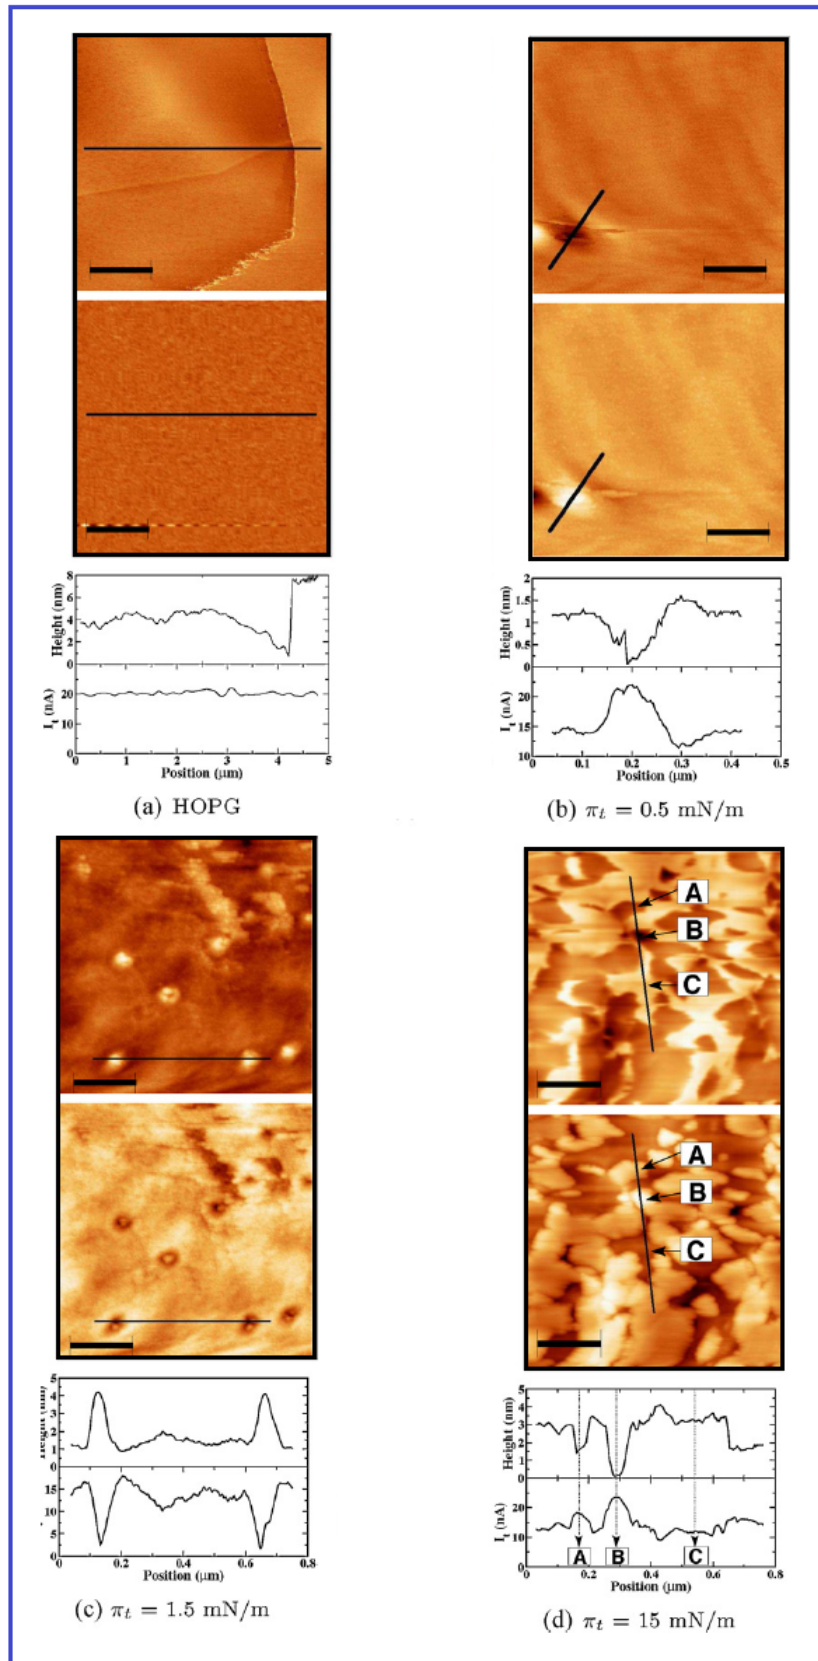 8
6
4
2
0
Height (nm)
20
10
0
I_t (nA)
0 1 2 3 4 5
Position (μm)
(a) HOPG
2
1.5
1
0.5
0
Height (nm)
25
20
15
10
I_t (nA)
0 0.1 0.2 0.3 0.4 0.5
Position (μm)
(b) π_t = 0.5 mN/m
5
4
3
2
1
0
Height (nm)
15
10
5
0
0 0.2 0.4 0.6 0.8
Position (μm)
(c) π_t = 1.5 mN/m
A
B
C
A
B
C
5
4
3
2
1
0
Height (nm)
20
10
0
I_t (nA)
A B C
0 0.2 0.4 0.6 0.8
Position (μm)
(d) π_t = 15 mN/m